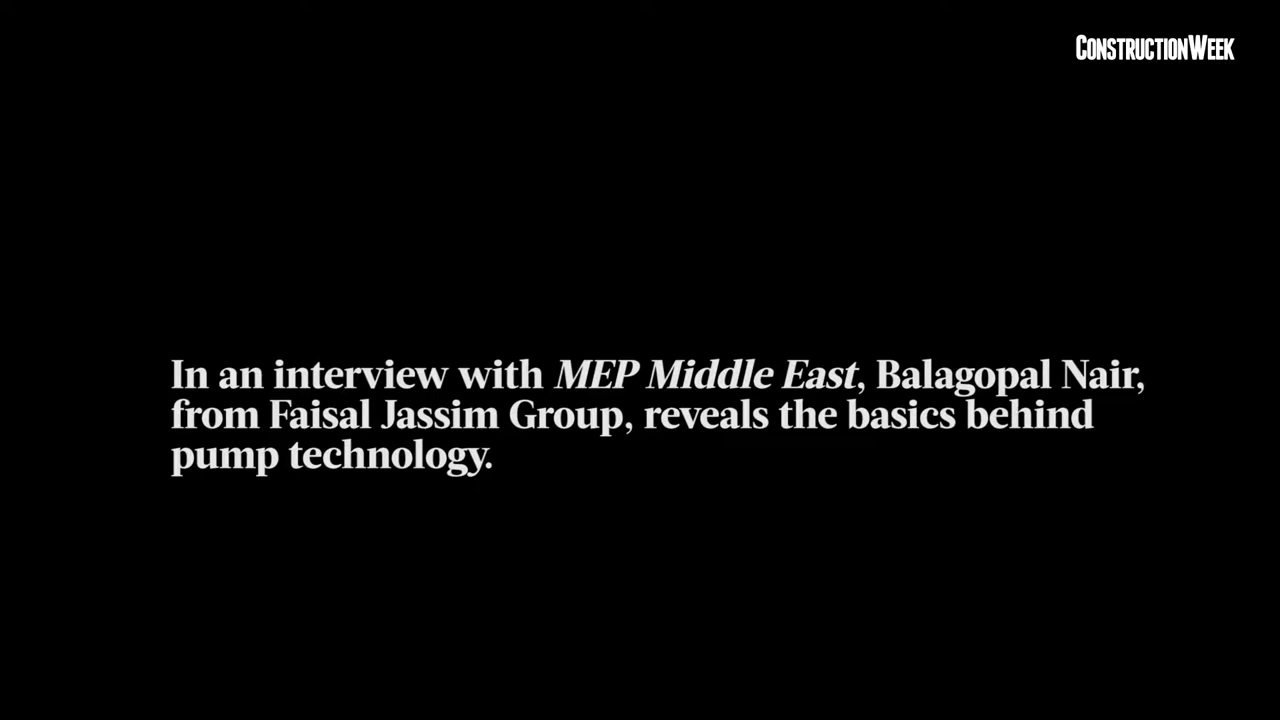 CONSTRUCTIONWEEK
In an interview with MEP Middle East, Balagopal Nair,
from Faisal Jassim Group, reveals the basics behind
pump technology.